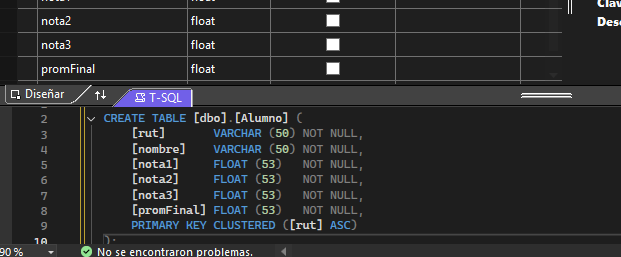 Clav
nota2 float
Desc
nota3 float
promFinal float
Diseñar T-SQL
2 CREATE TABLE [dbo].[Alumno] (
3 [rut] VARCHAR (50) NOT NULL,
4 [nombre] VARCHAR (50) NOT NULL,
5 [nota1] FLOAT (53) NOT NULL,
6 [nota2] FLOAT (53) NOT NULL,
7 [nota3] FLOAT (53) NOT NULL,
8 [promFinal] FLOAT (53) NOT NULL,
9 PRIMARY KEY CLUSTERED ([rut] ASC)
10 );
90 % No se encontraron problemas.